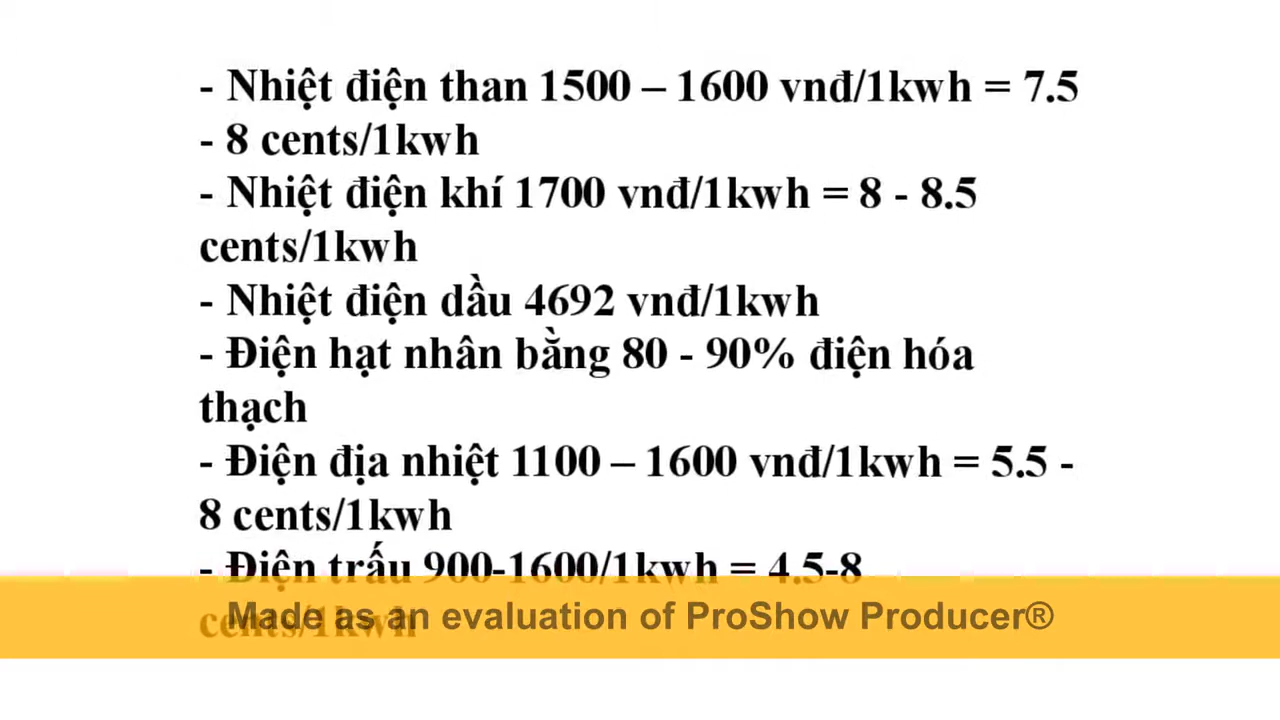 - Nhiệt điện than 1500 – 1600 vnđ/1kwh = 7.5
- 8 cents/1kwh
- Nhiệt điện khí 1700 vnđ/1kwh = 8 - 8.5
cents/1kwh
- Nhiệt điện dầu 4692 vnđ/1kwh
- Điện hạt nhân bằng 80 - 90% điện hóa
thạch
- Điện địa nhiệt 1100 – 1600 vnđ/1kwh = 5.5 -
8 cents/1kwh
- Điện trấu 900-1600/1kwh = 4.5-8
cents/1kwh
Made as an evaluation of ProShow Producer®